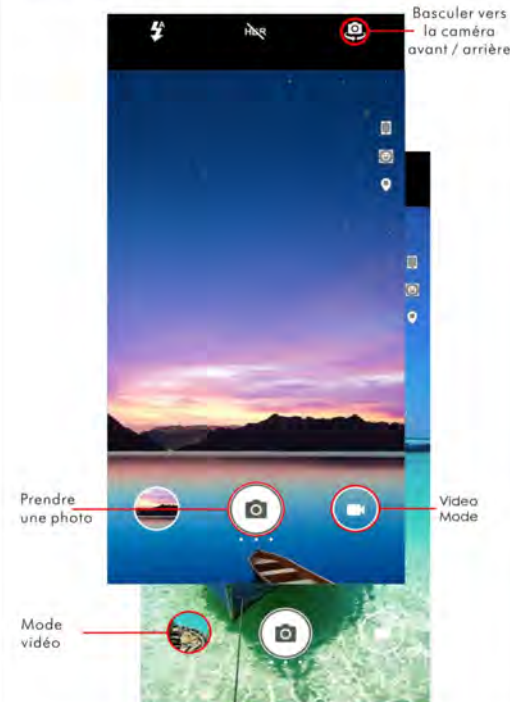 Basculer vers
la caméra
avant / arrière
HDR
Prendre
une photo
Video
Mode
Mode
vidéo